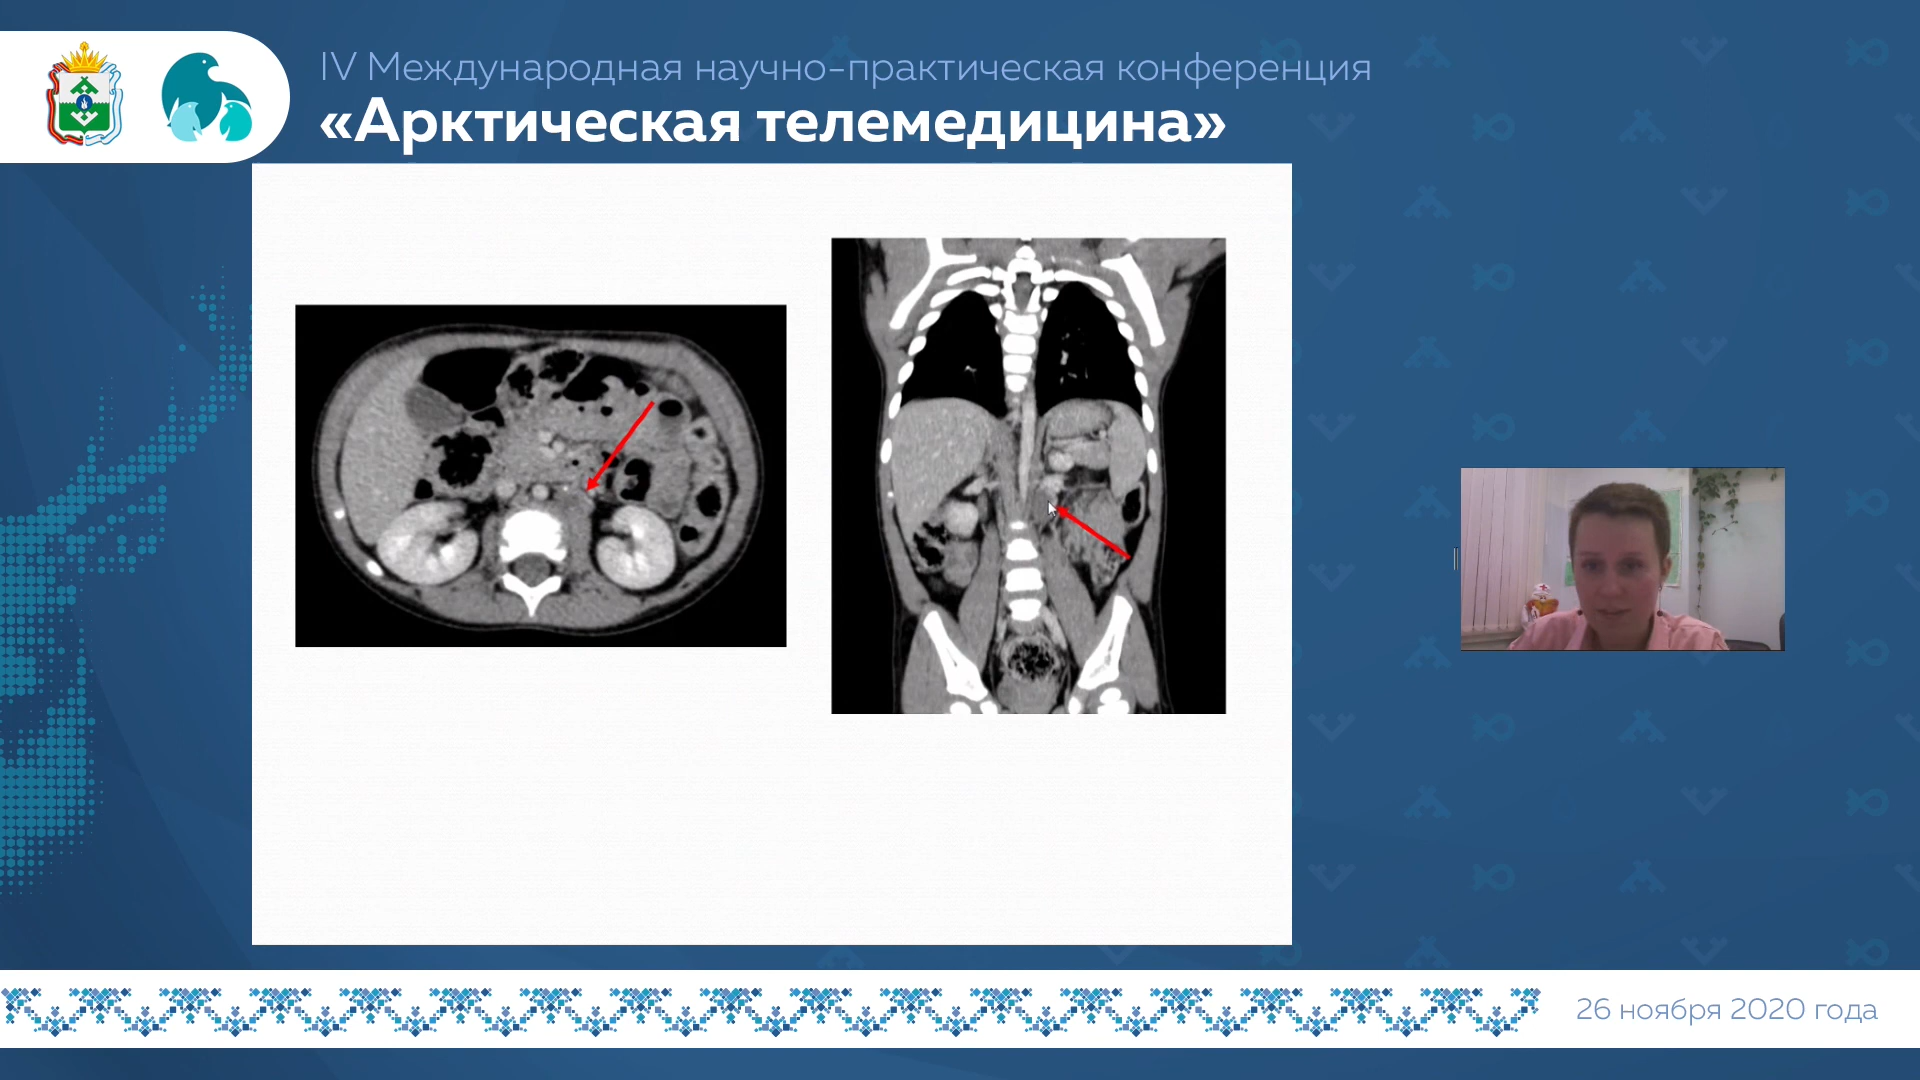 IV Международная научно-практическая конференция
«Арктическая телемедицина»
26 ноября 2020 года